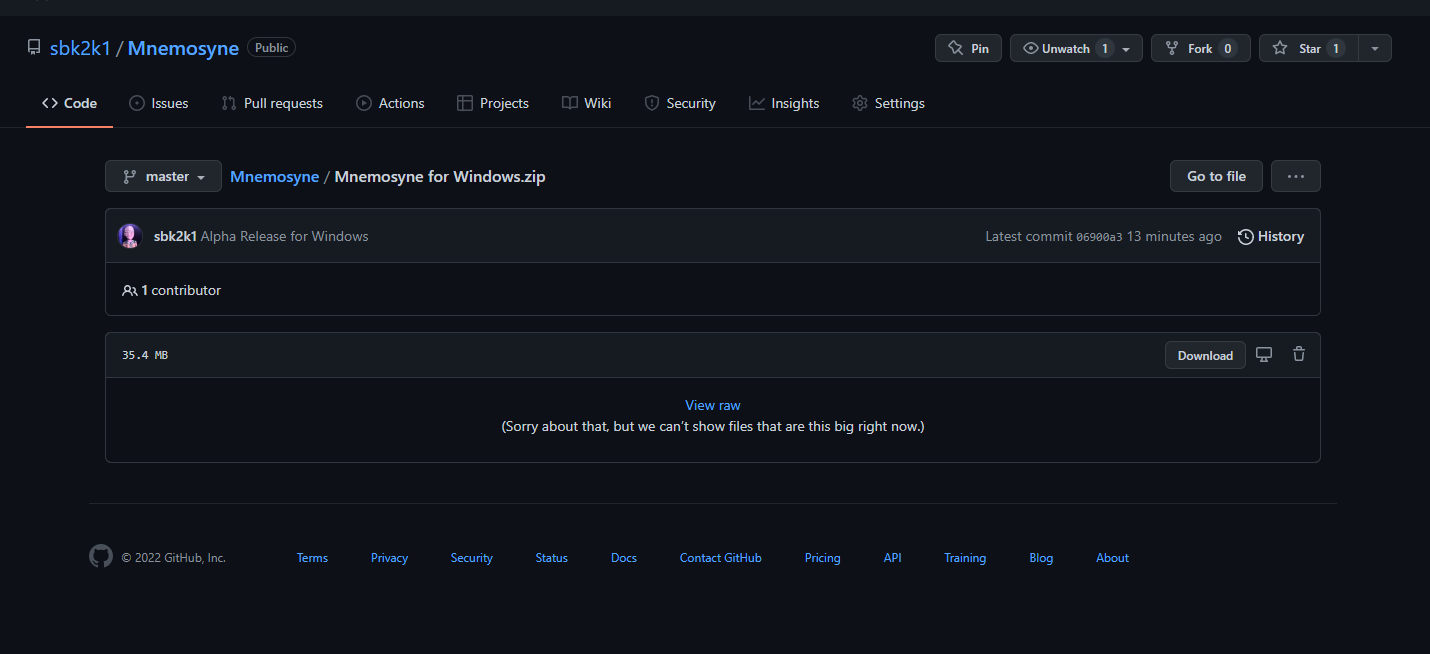 sbk2k1 / Mnemosyne Public Pin Unwatch 1 Fork 0 Star 1
Code Issues Pull requests Actions Projects Wiki Security Insights Settings
master Mnemosyne / Mnemosyne for Windows.zip Go to file ...
sbk2k1 Alpha Release for Windows Latest commit 06900a3 13 minutes ago History
1 contributor
35.4 MB Download
View raw
(Sorry about that, but we can’t show files that are this big right now.)
© 2022 GitHub, Inc. Terms Privacy Security Status Docs Contact GitHub Pricing API Training Blog About